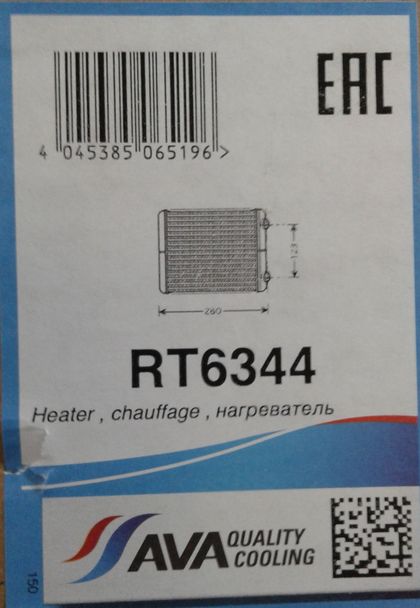 EAC
4 045385 065196 >
123
280
RT6344
Heater , chauffage , нагреватель
AVA QUALITY
COOLING
150